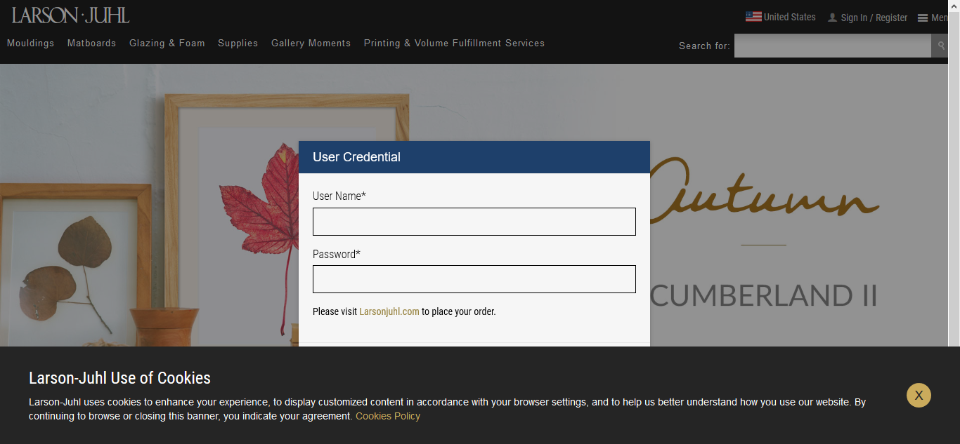 LARSON·JUHL
United States
Sign In / Register
Men
Mouldings Matboards Glazing & Foam Supplies Gallery Moments Printing & Volume Fulfillment Services
Search for:
User Credential
User Name*
Password*
Please visit Larsonjuhl.com to place your order.
Autumn
CUMBERLAND II
Larson-Juhl Use of Cookies
Larson-Juhl uses cookies to enhance your experience, to display customized content in accordance with your browser settings, and to help us better understand how you use our website. By
continuing to browse or closing this banner, you indicate your agreement. Cookies Policy
X